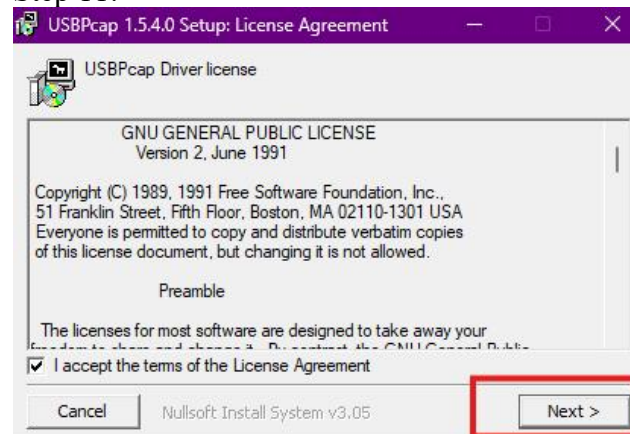 USBPcap 1.5.4.0 Setup: License Agreement
USBPcap Driver license
GNU GENERAL PUBLIC LICENSE
Version 2, June 1991
Copyright (C) 1989, 1991 Free Software Foundation, Inc.,
51 Franklin Street, Fifth Floor, Boston, MA 02110-1301 USA
Everyone is permitted to copy and distribute verbatim copies
of this license document, but changing it is not allowed.
Preamble
The licenses for most software are designed to take away your
I accept the terms of the License Agreement
Cancel
Nullsoft Install System v3.05
Next >